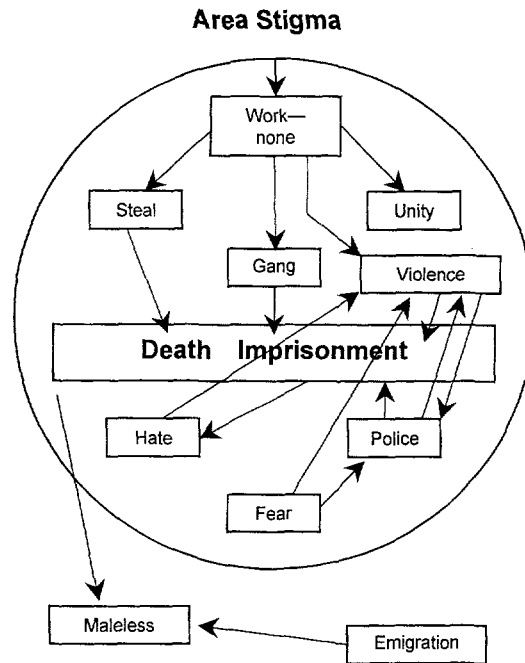 Area Stigma
Work—
none
Steal
Unity
Gang
Violence
Death Imprisonment
Hate
Police
Fear
Maleless
Emigration